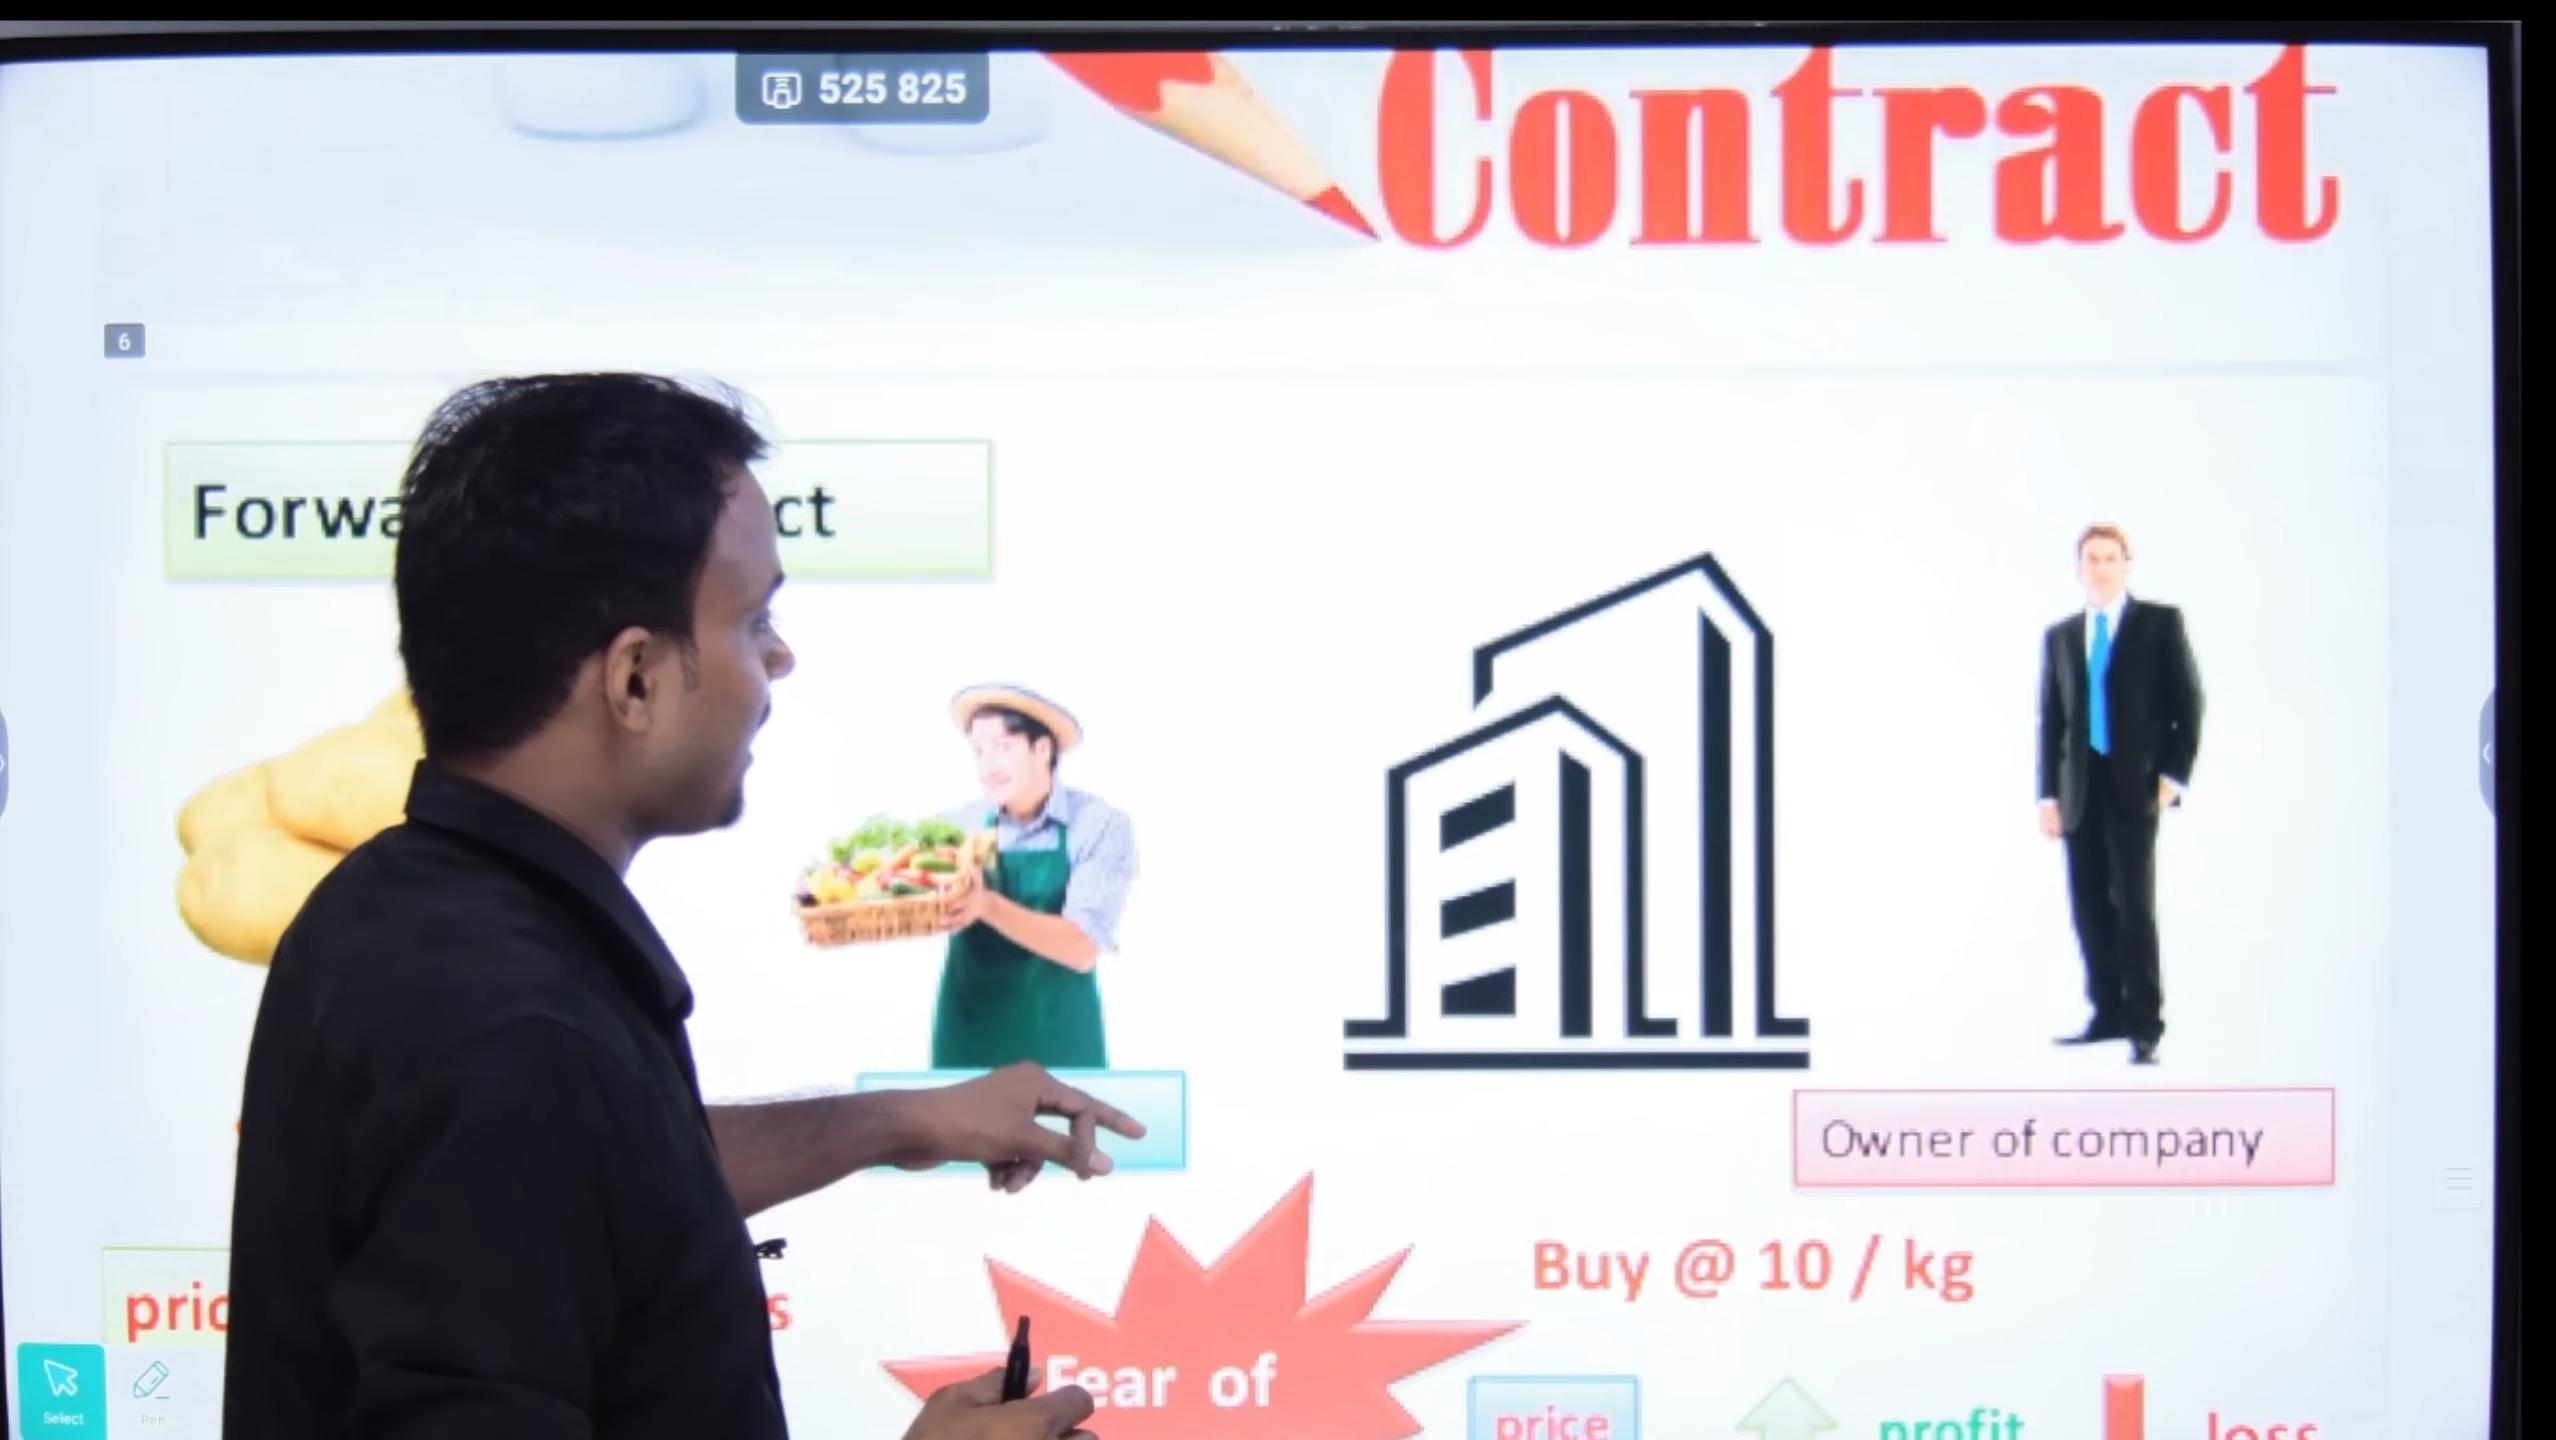 525 825
Contract
6
Forwa ct
Owner of company
pric s
Buy @ 10 / kg
Fear of
price profit loss
Select Pen